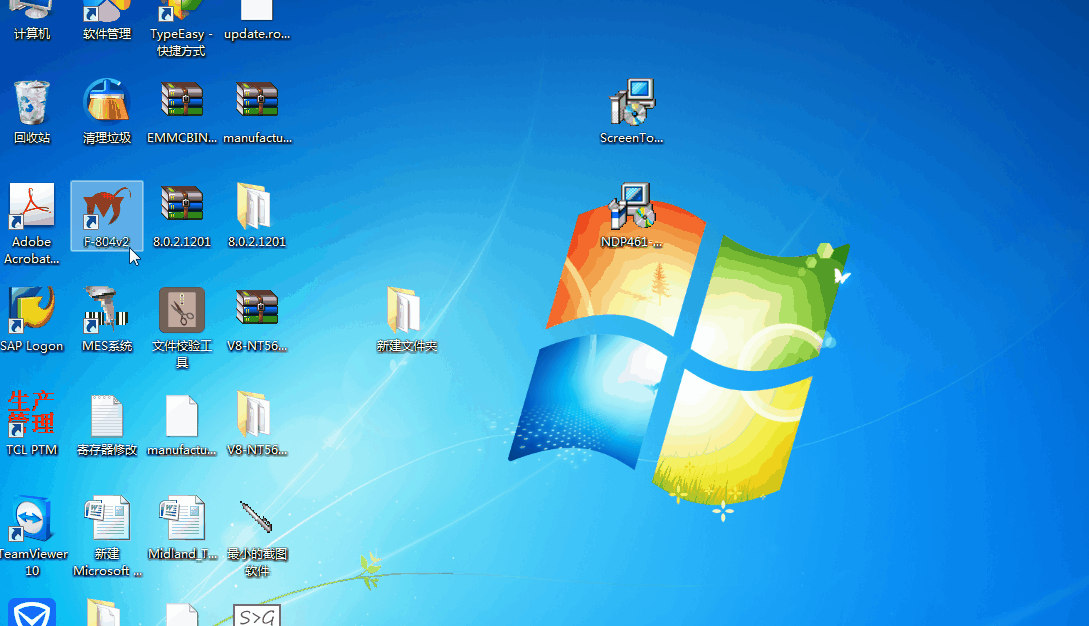 计算机
软件管理
TypeEasy -
快捷方式
update.ro...
回收站
清理垃圾
EMMCBIN...
manufactu...
ScreenTo...
Adobe
Acrobat...
F-804v2
8.0.2.1201
8.0.2.1201
NDP461-...
SAP Logon
MES系统
文件校验工
具
V8-NT56...
新建文件夹
生产
管理
TCL PTM
寄存器修改
manufactu...
V8-NT56...
TeamViewer
10
新建
Microsoft ...
Midland_T...
最小的截图
软件
S>G